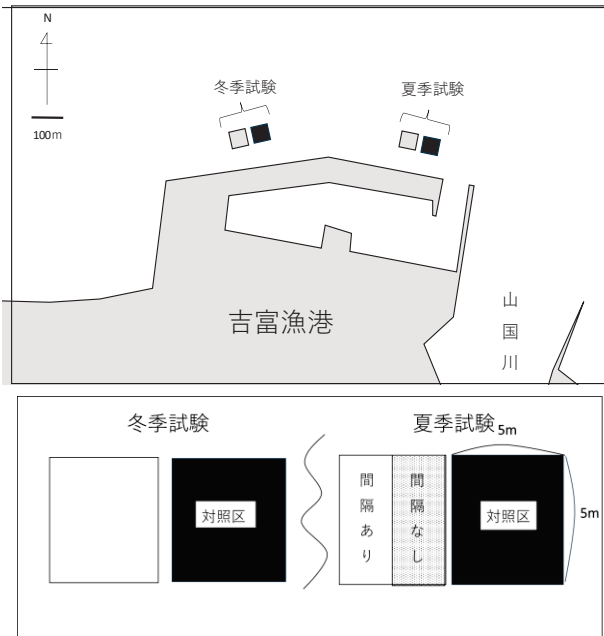 N
100m
冬季試験
夏季試験
吉富漁港
山国川
冬季試験
夏季試験
5m
対照区
間隔あり
間隔なし
対照区
5m